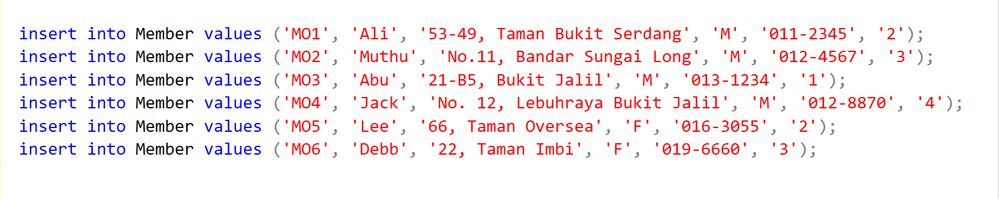 insert into Member values ('MO1', 'Ali', '53-49, Taman Bukit Serdang', 'M', '011-2345', '2');
insert into Member values ('MO2', 'Muthu', 'No.11, Bandar Sungai Long', 'M', '012-4567', '3');
insert into Member values ('MO3', 'Abu', '21-B5, Bukit Jalil', 'M', '013-1234', '1');
insert into Member values ('MO4', 'Jack', 'No. 12, Lebuhraya Bukit Jalil', 'M', '012-8870', '4');
insert into Member values ('MO5', 'Lee', '66, Taman Oversea', 'F', '016-3055', '2');
insert into Member values ('MO6', 'Debb', '22, Taman Imbi', 'F', '019-6660', '3');